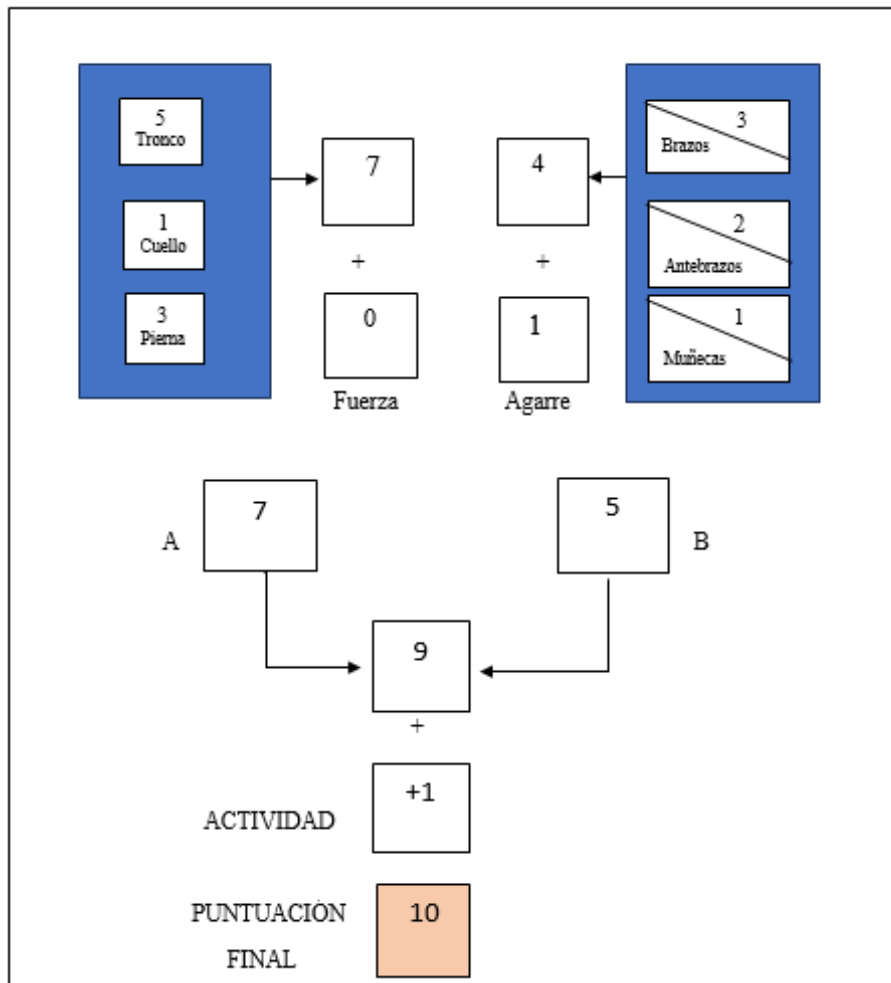 5
Tronco
1
Cuello
3
Pierna
7
+
0
Fuerza
4
+
1
Agarre
3
Brazos
2
Antebrazos
1
Muñecas
A
7
5
B
9
+
ACTIVIDAD
+1
PUNTUACIÓN
FINAL
10